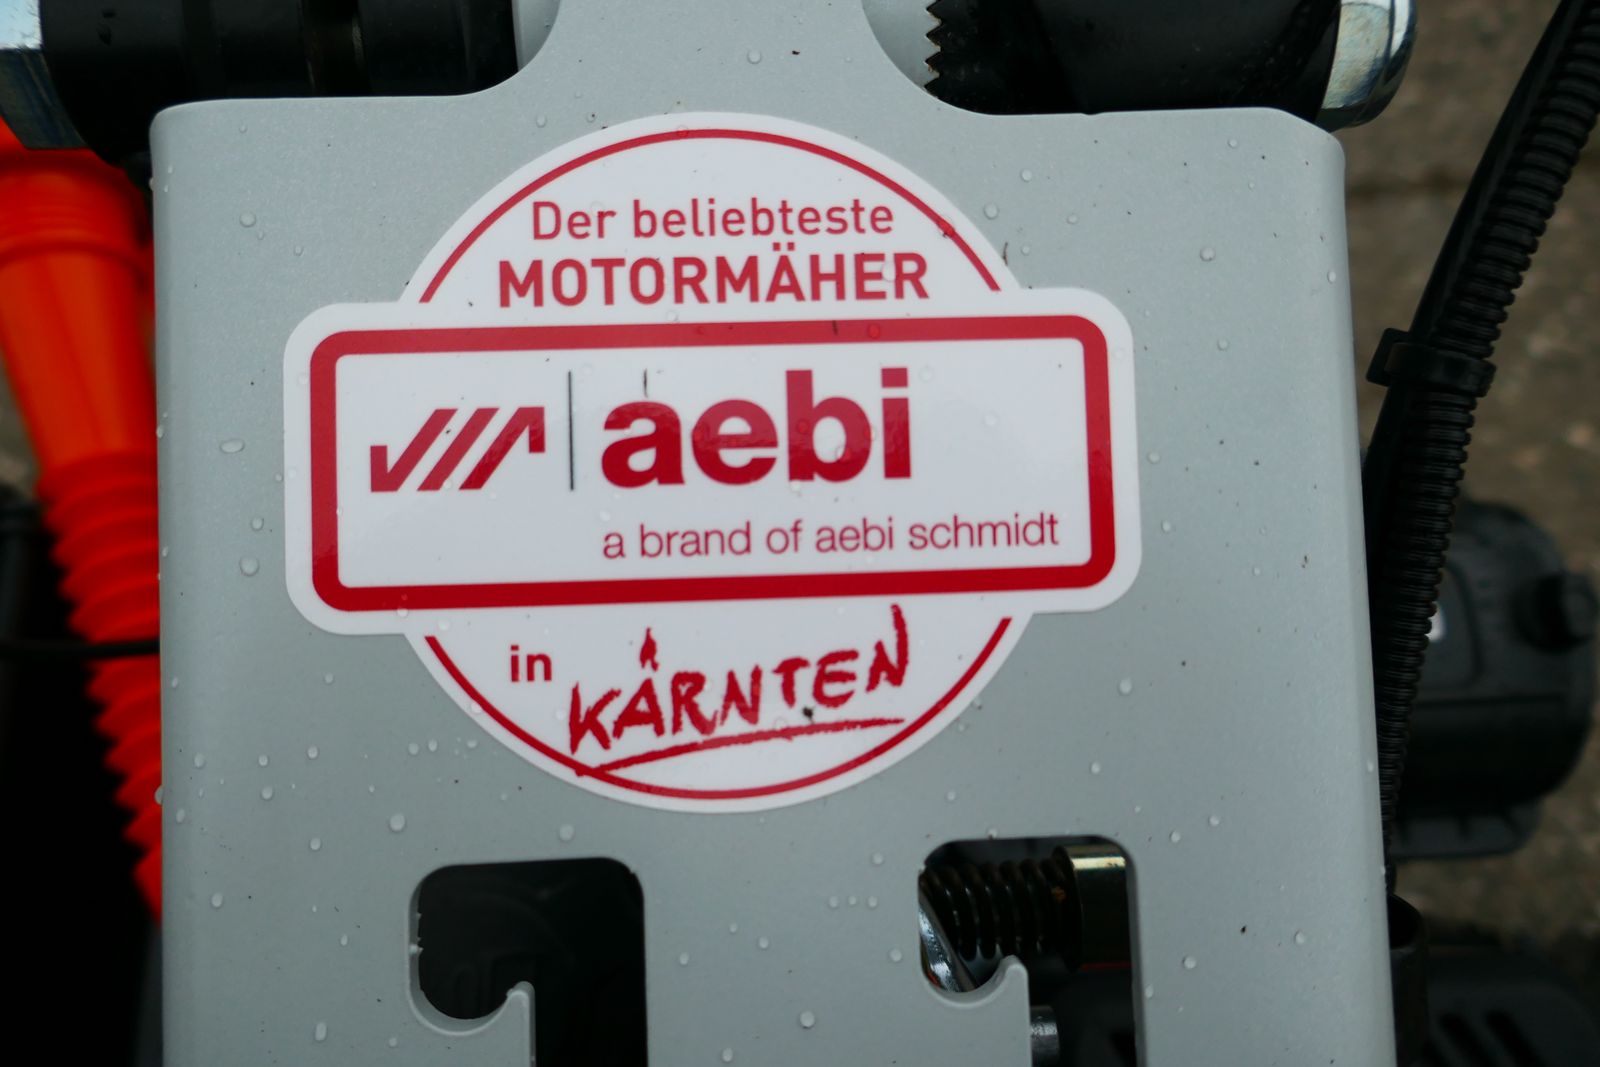 Der beliebteste
MOTORMÄHER
aebi
a brand of aebi schmidt
in KÄRNTEN